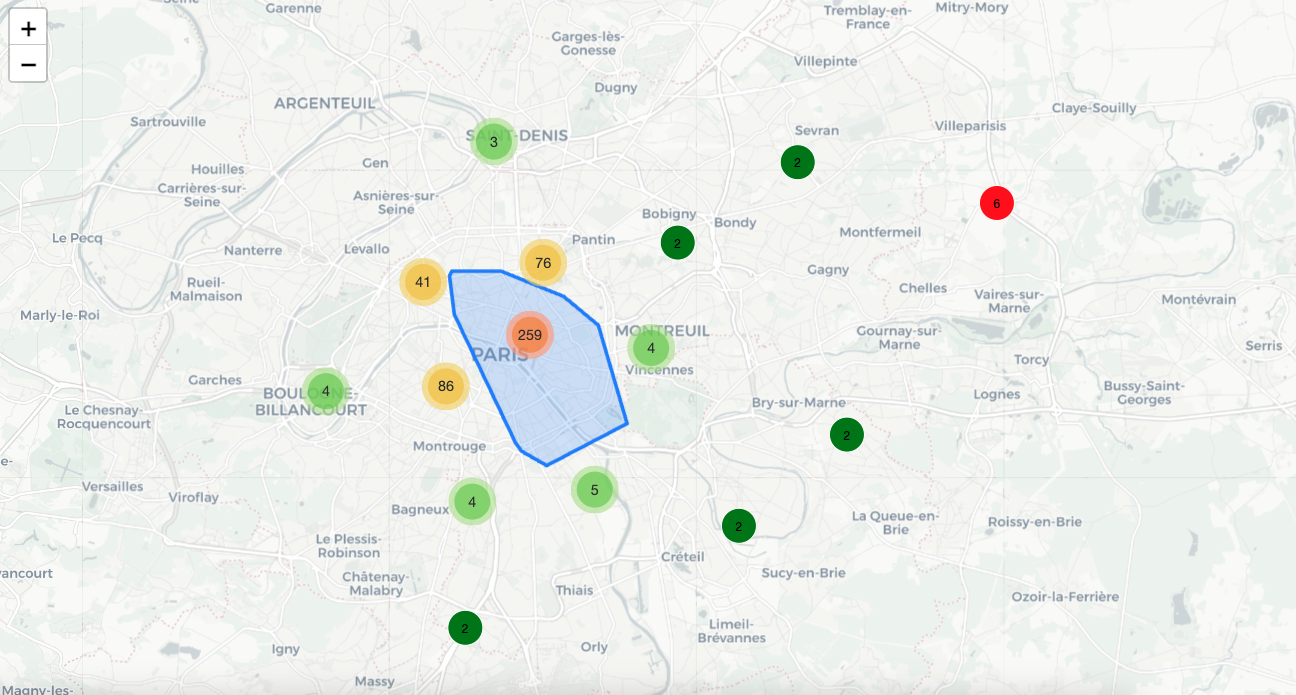 Seine
Garenne
Tremblay-en-
France
Mitry-Mory
+
−
Garges-lès-
Gonesse
Villepinte
Dugny
ARGENTEUIL
Claye-Souilly
Sartrouville
Villeparisis
Sevran
SAINT-DENIS
3
2
Gen
Houilles
Carrières-sur-
Seine
Asnières-sur-
Seine
6
Bobigny
Bondy
Le Pecq
Nanterre
Levallo
Pantin
2
Montfermeil
76
Gagny
41
Rueil-
Malmaison
Chelles
Vaires-sur-
Marne
Montévrain
Marly-le-Roi
259
MONTREUIL
4
Gournay-sur-
Marne
Serris
PARIS
Torcy
Vincennes
Garches
86
4
BOULOGNE-
BILLANCOURT
Bussy-Saint-
Georges
Lognes
Bry-sur-Marne
Le Chesnay-
Rocquencourt
2
Montrouge
e-
Versailles
Viroflay
5
4
Bagneux
2
La Queue-en-
Brie
Roissy-en-Brie
Le Plessis-
Robinson
Créteil
vancourt
Châtenay-
Malabry
Sucy-en-Brie
Thiais
Ozoir-la-Ferrière
2
Limeil-
Brévannes
Igny
Orly
Massy
Magny-les-